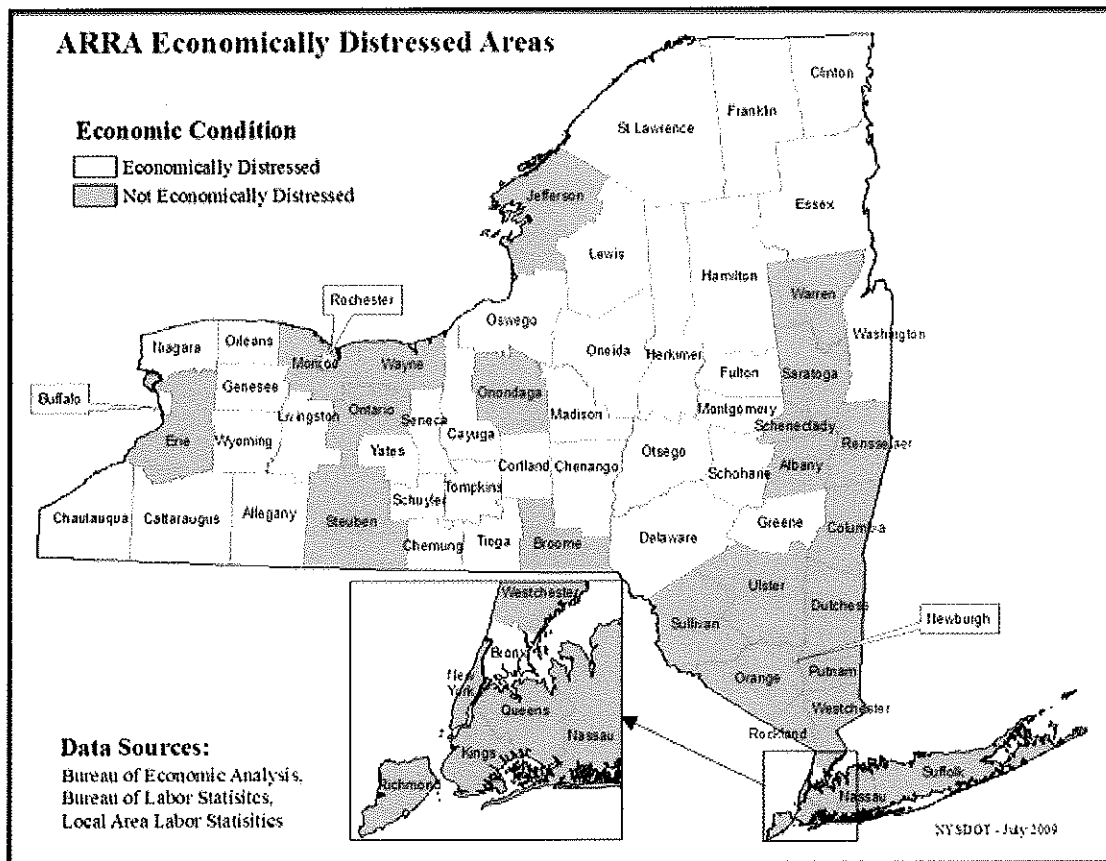 ARRA Economically Distressed Areas
Economic Condition
Economically Distressed
Not Economically Distressed
Clinton
Franklin
St Lawrence
Jefferson
Essex
Lewis
Hamilton
Warren
Rochester
Oswego
Washington
Niagara
Orleans
Oneida
Herkimer
Monroe
Wayne
Fulton
Saratoga
Genesee
Onondaga
Buffalo
Madison
Montgomery
Livingston
Ontario
Seneca
Schenectady
Erie
Wyoming
Cayuga
Rensselaer
Yates
Otsego
Albany
Cortland
Chenango
Schoharie
Schuyler
Tompkins
Chautauqua
Cattaraugus
Allegany
Steuben
Greene
Columbia
Chemung
Tioga
Broome
Delaware
Ulster
Westchester
Dutchess
Newburgh
Sullivan
Bronx
New
York
Orange
Putnam
Queens
Westchester
Nassau
Rockland
Data Sources:
Kings
Bureau of Economic Analysis,
Bureau of Labor Statisitcs,
Local Area Labor Statisitics
Richmond
Suffolk
Nassau
NYSDOT - July 2009